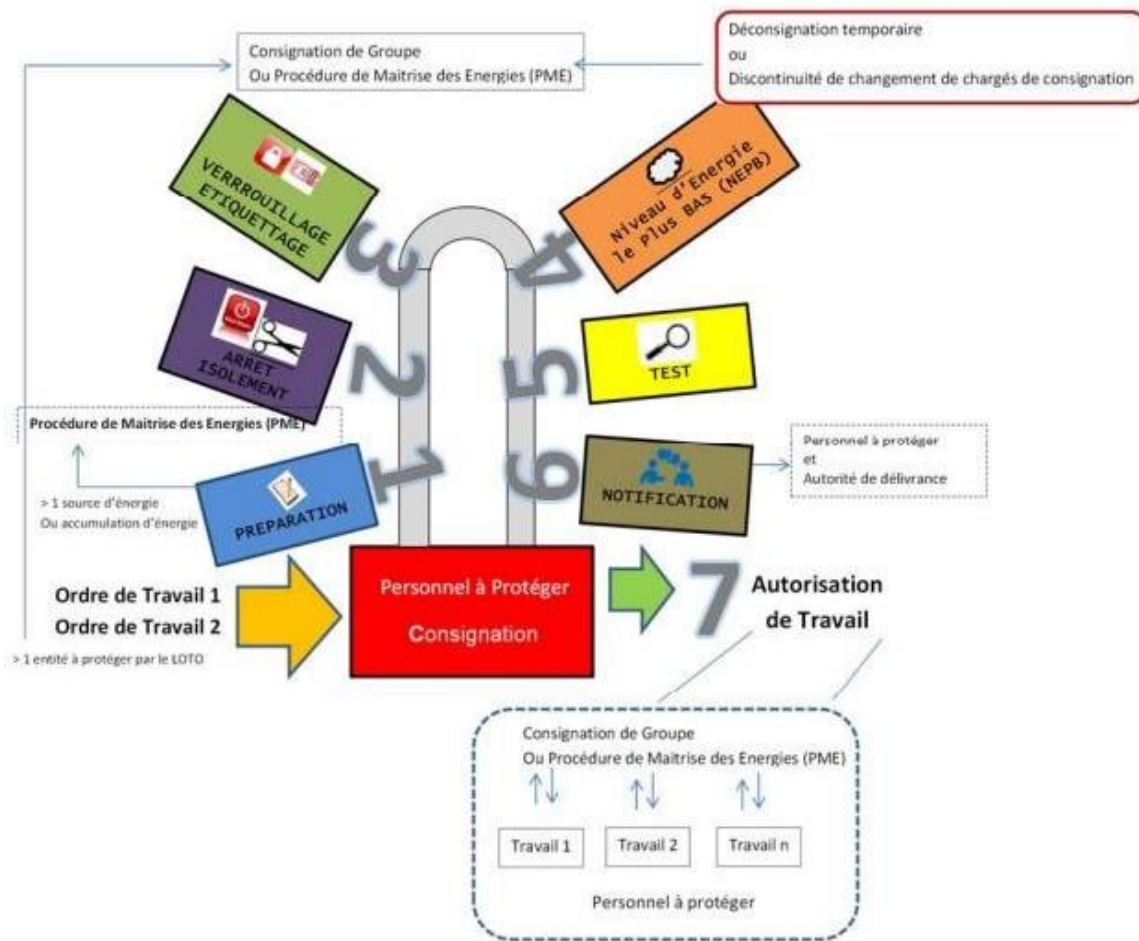 Consignation de Groupe
Ou Procédure de Maitrise des Energies (PME)
Déconsignation temporaire
ou
Discontinuité de changement de chargés de consignation
VERRROUILLAGE
ETIQUETTAGE
3
4
Niveau d'Energie
le Plus BAS (NEPB)
ARRET
ISOLEMENT
2
5
TEST
Procédure de Maitrise des Energies (PME)
> 1 source d'énergie
Ou accumulation d'énergie
PREPARATION
1
6
NOTIFICATION
Personnel à protéger
et
Autorité de délivrance
Ordre de Travail 1
Ordre de Travail 2
> 1 entité à protéger par le LOTO
Personnel à Protéger
Consignation
7
Autorisation
de Travail
Consignation de Groupe
Ou Procédure de Maitrise des Energies (PME)
Travail 1
Travail 2
Travail n
Personnel à protéger